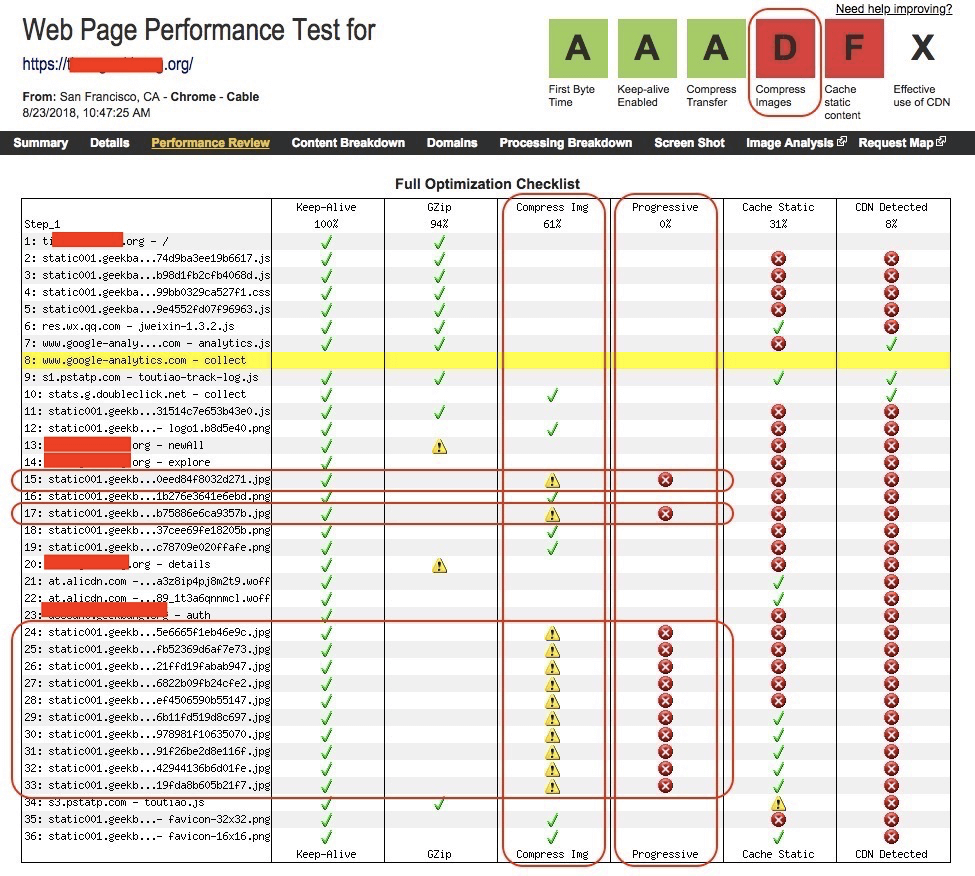 Need help improving?
Web Page Performance Test for
https:// .org/
From: San Francisco, CA - Chrome - Cable
8/23/2018, 10:47:25 AM
A A A D F X
First Byte Time
Keep-alive Enabled
Compress Transfer
Compress Images
Cache static content
Effective use of CDN
Summary Details Performance Review Content Breakdown Domains Processing Breakdown Screen Shot Image Analysis Request Map
Full Optimization Checklist
Keep-Alive GZip Compress Img Progressive Cache Static CDN Detected
Step_1 100% 94% 61% 0% 31% 8%
1: ti .org - /
2: static001.geekba...74d9ba3ee19b6617.js
3: static001.geekba...b98d1fb2cfb4068d.js
4: static001.geekba...99bb0329ca527f1.css
5: static001.geekba...9e4552fd07f96963.js
6: res.wx.qq.com - jweixin-1.3.2.js
7: www.google-analy....com - analytics.js
8: www.google-analytics.com - collect
9: s1.pstatp.com - toutiao-track-log.js
10: stats.g.doubleclick.net - collect
11: static001.geekb...31514c7e653b43e0.js
12: static001.geekb...- logo1.b8d5e40.png
13: org - newAll
14: org - explore
15: static001.geekb...0eed84f8032d271.jpg
16: static001.geekb...1b276e3641e6ebd.png
17: static001.geekb...b75886e6ca9357b.jpg
18: static001.geekb...37cee69fe18205b.png
19: static001.geekb...c78709e020ffafe.png
20: .org - details
21: at.alicdn.com -...a3z8ip4pj8m2t9.woff
22: at.alicdn.com -...89_1t3a6qnnmcl.woff
23: - auth
24: static001.geekb...5e6665f1eb46e9c.jpg
25: static001.geekb...fb52369d6af7e73.jpg
26: static001.geekb...21ffd19fabab947.jpg
27: static001.geekb...6822b09fb24cfe2.jpg
28: static001.geekb...ef4506590b55147.jpg
29: static001.geekb...6b11fd519d8c697.jpg
30: static001.geekb...978981f10635070.jpg
31: static001.geekb...91f26be2d8e116f.jpg
32: static001.geekb...42944136b6d01fe.jpg
33: static001.geekb...19fda8b605b21f7.jpg
34: s3.pstatp.com - toutiao.js
35: static001.geekb...- favicon-32x32.png
36: static001.geekb...- favicon-16x16.png
Keep-Alive GZip Compress Img Progressive Cache Static CDN Detected